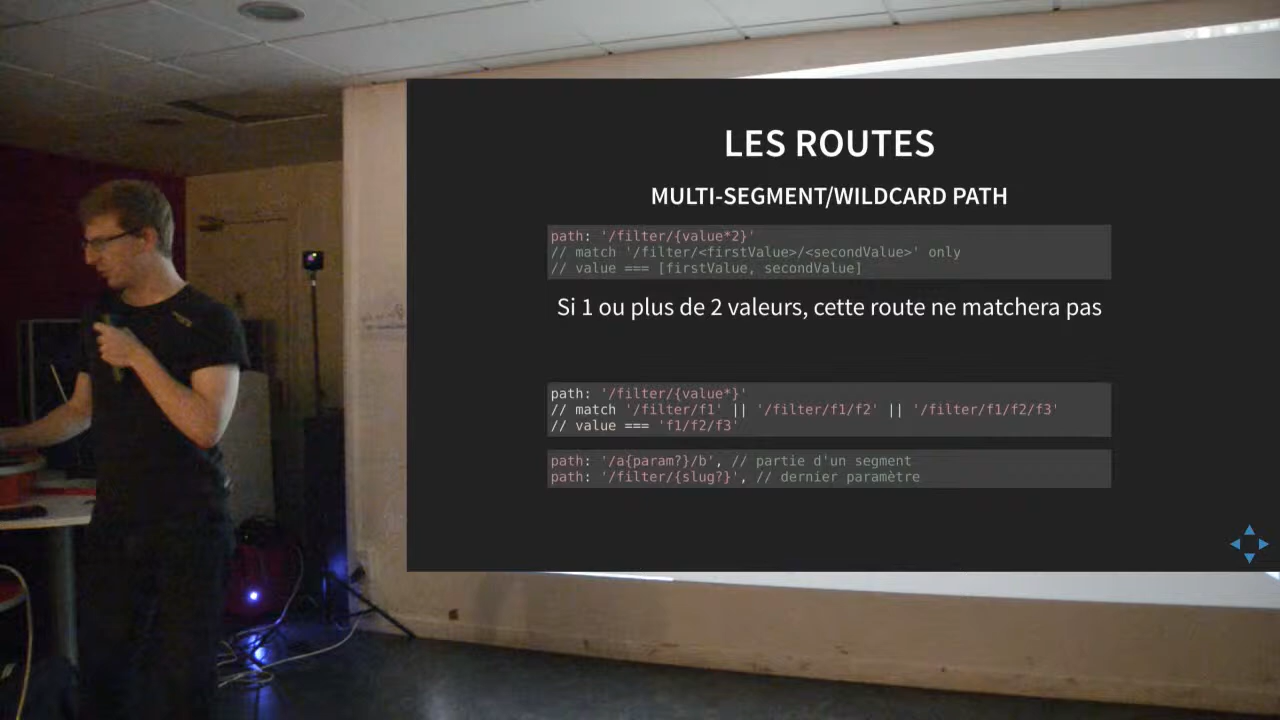 LES ROUTES
MULTI-SEGMENT/WILDCARD PATH
path: '/filter/{value*2}'
// match '/filter/<firstValue>/<secondValue>' only
// value === [firstValue, secondValue]
Si 1 ou plus de 2 valeurs, cette route ne matchera pas
path: '/filter/{value*}'
// match '/filter/f1' || '/filter/f1/f2' || '/filter/f1/f2/f3'
// value === 'f1/f2/f3'
path: '/a{param?}/b', // partie d'un segment
path: '/filter/{slug?}', // dernier paramètre